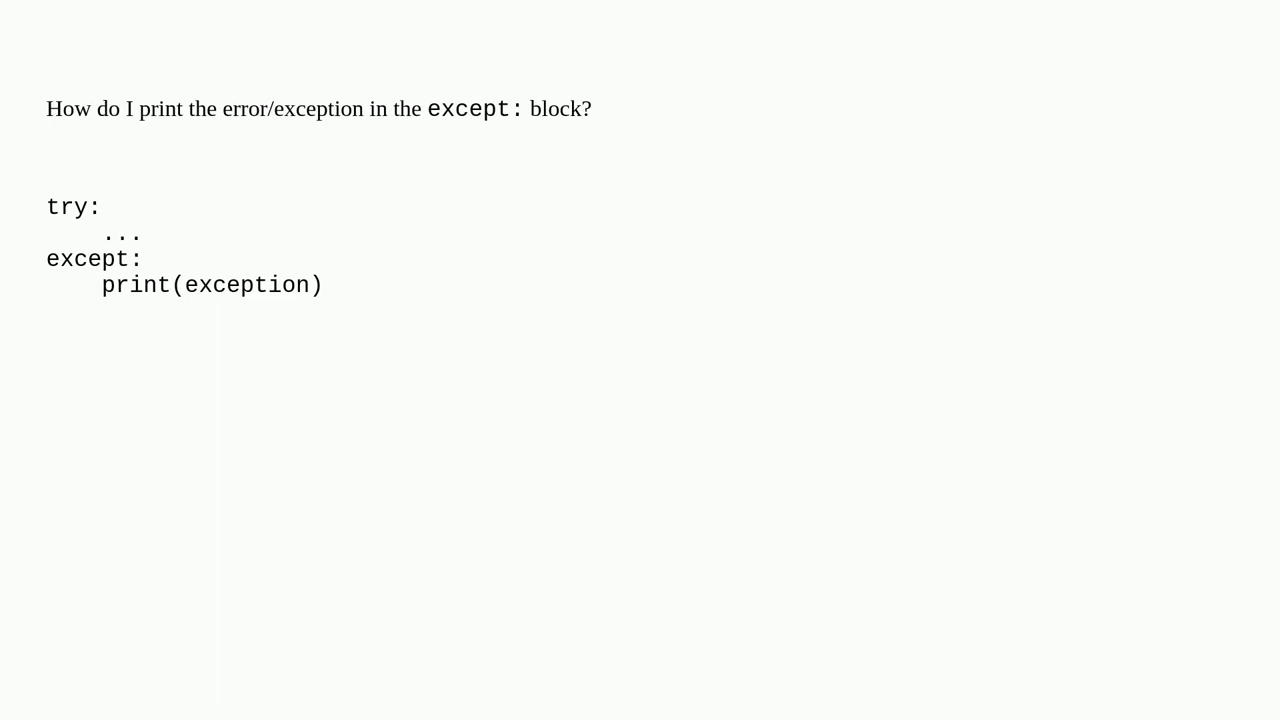 How do I print the error/exception in the except: block?
try:
    ...
except:
    print(exception)